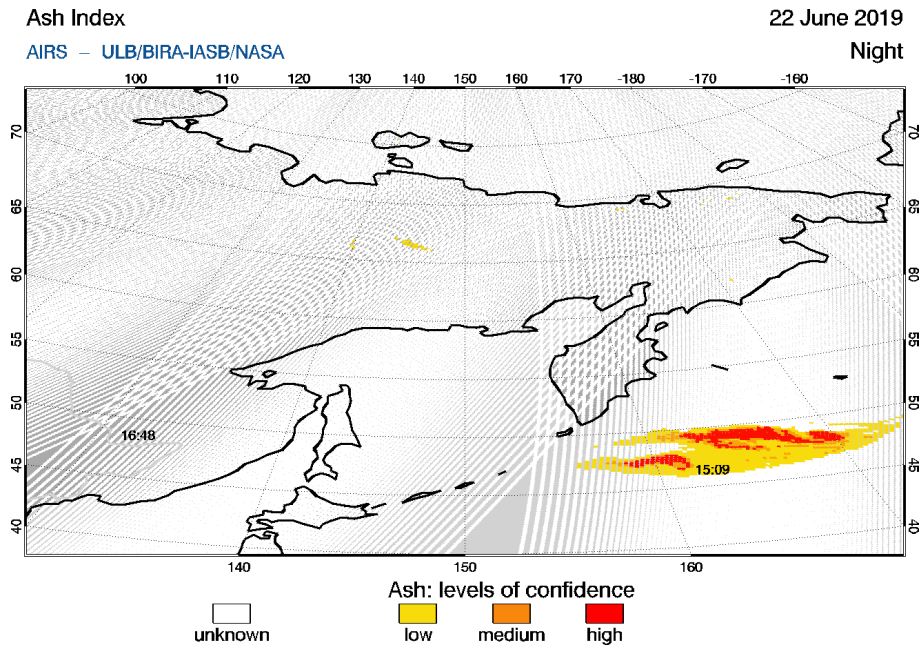 Ash Index
22 June 2019
AIRS – ULB/BIRA-IASB/NASA
Night
100 110 120 130 140 150 160 170 -180 -170 -160
70 70
65 65
60 60
55 55
50 50
16:48
45 45
15:09
40 40
140 150 160
Ash: levels of confidence
unknown low medium high